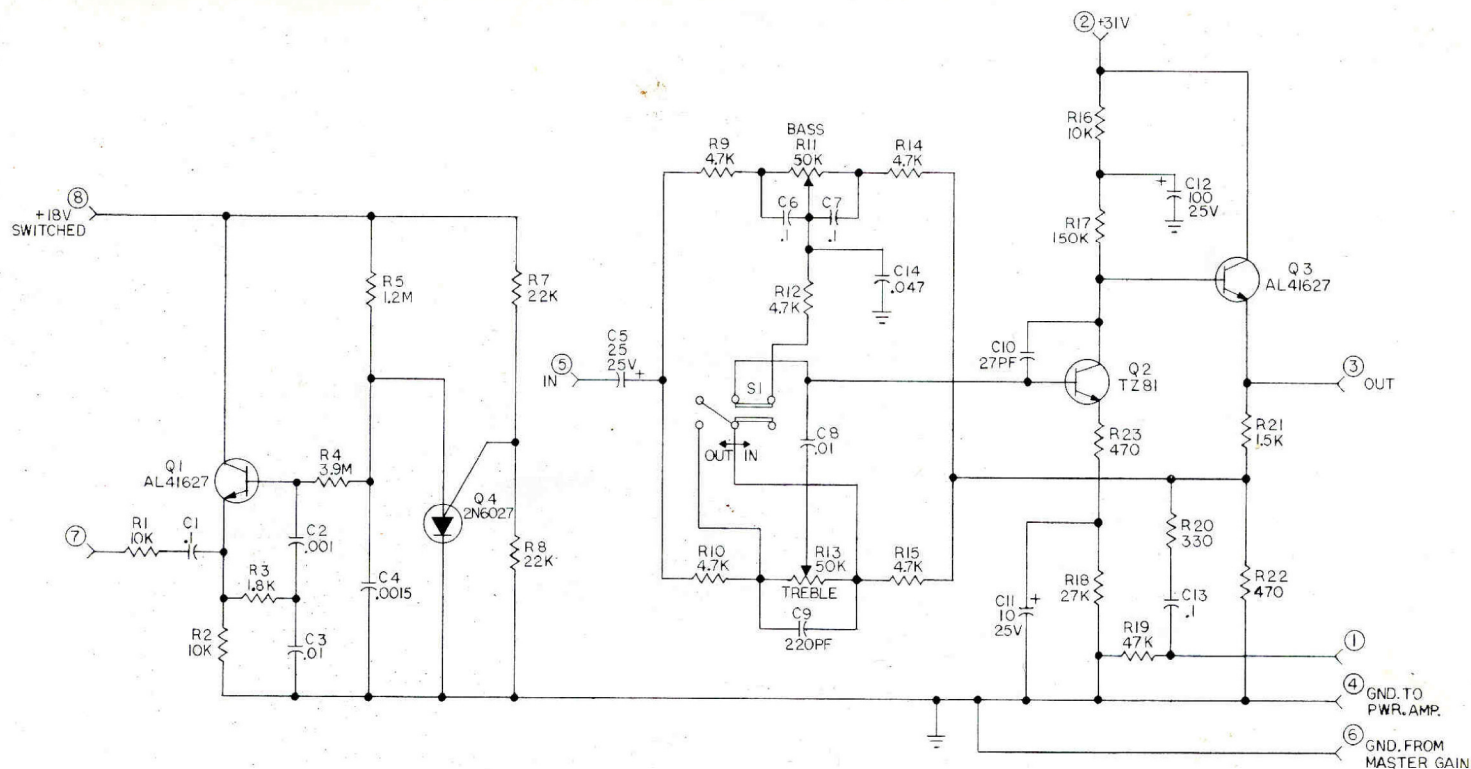 ② +31V
R16
10K
C12
100
25V
+
R17
150K
Q3
AL41627
BASS
R11
50K
R9
4.7K
R14
4.7K
C6
.1
C7
.1
C14
.047
R12
4.7K
⑧
+18V
SWITCHED
R5
1.2M
R7
22K
C5
25
25V
+
⑤
IN
S1
OUT IN
C8
.01
C10
27PF
Q2
TZ81
③
OUT
R23
470
R21
1.5K
Q1
AL41627
R4
3.9M
Q4
2N6027
⑦
R1
10K
C1
.1
C2
.001
R8
22K
R3
1.8K
C4
.0015
R2
10K
C3
.01
R10
4.7K
R13
50K
TREBLE
R15
4.7K
C9
220PF
R20
330
C13
.1
R18
27K
R22
470
C11
10
25V
+
R19
47K
①
④ GND. TO
PWR. AMP.
⑥ GND. FROM
MASTER GAIN